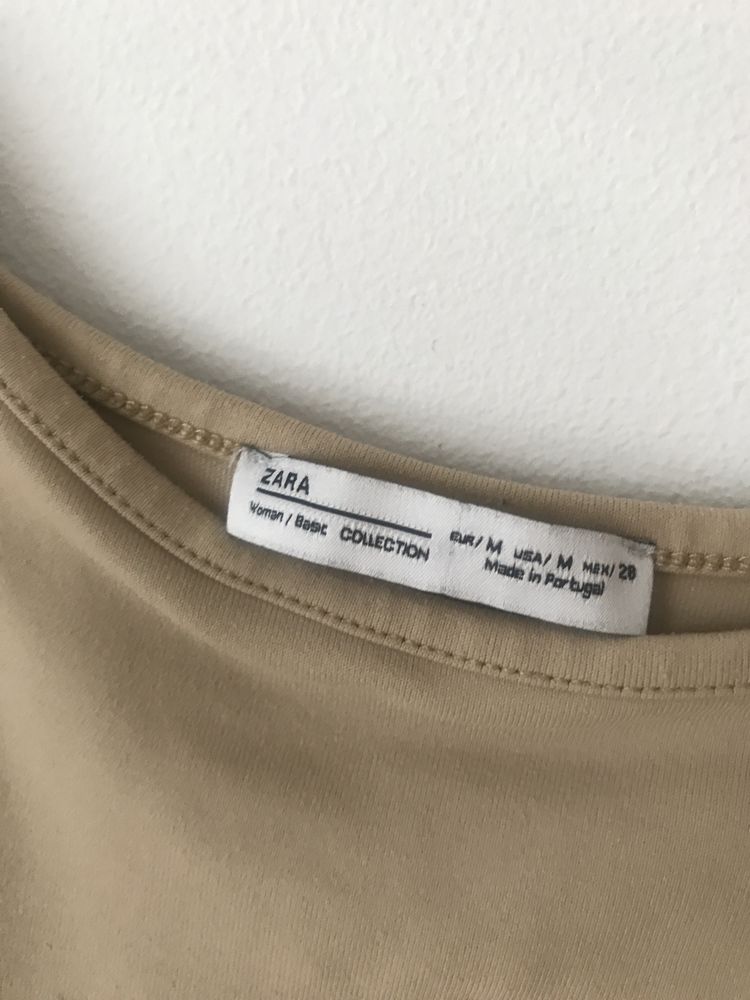 ZARA
Woman / Basic COLLECTION
EUR/ M USA/ M MEX/ 28
Made in Portugal